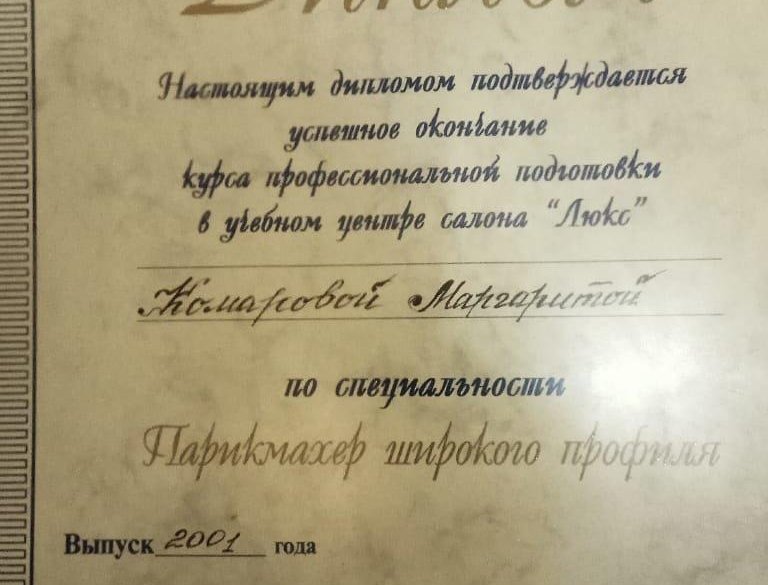 Диплом
Настоящим дипломом подтверждается
успешное окончание
курса профессиональной подготовки
в учебном центре салона "Люкс"
Комаровой Маргаритой
по специальности
Парикмахер широкого профиля
Выпуск 2001 года